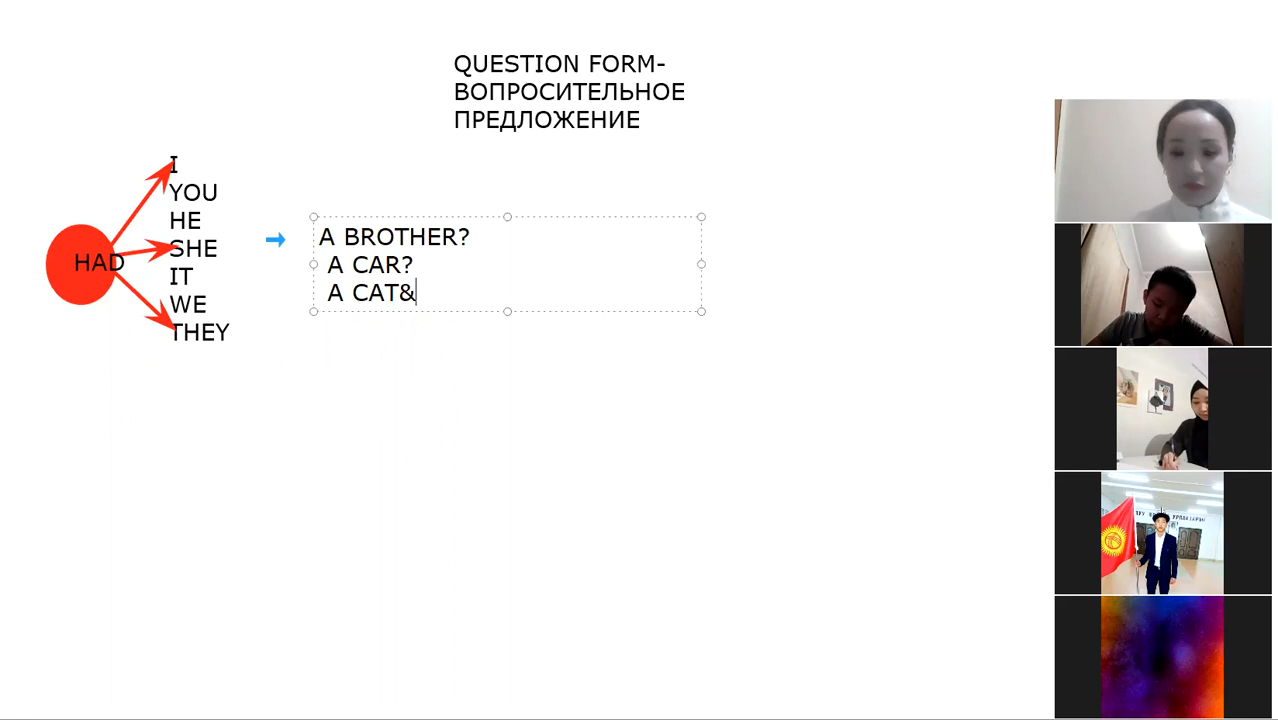 QUESTION FORM-
ВОПРОСИТЕЛЬНОЕ
ПРЕДЛОЖЕНИЕ
I
YOU
HE
SHE
IT
WE
THEY
HAD
A BROTHER?
A CAR?
A CAT&